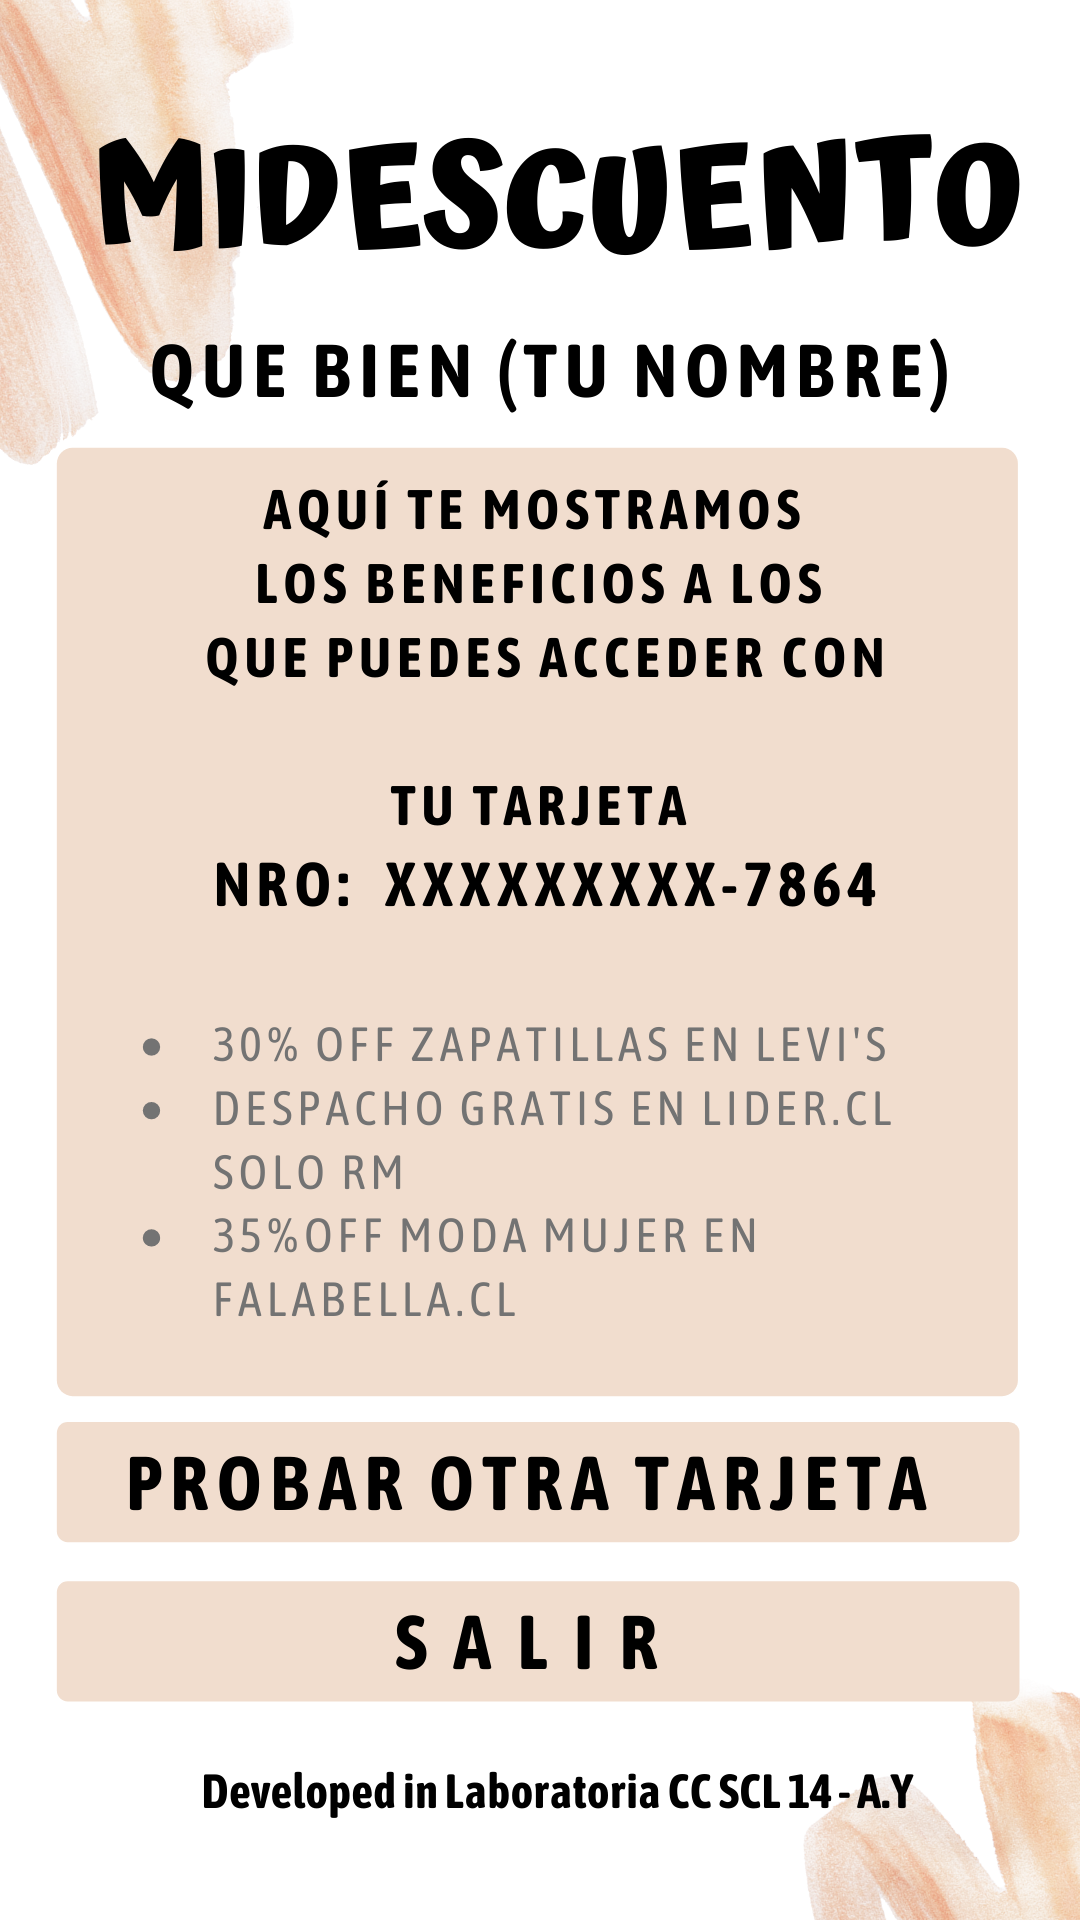 MIDESCUENTO
QUE BIEN (TU NOMBRE)
AQUÍ TE MOSTRAMOS
LOS BENEFICIOS A LOS
QUE PUEDES ACCEDER CON
TU TARJETA
NRO: XXXXXXXXX-7864
• 30% OFF ZAPATILLAS EN LEVI'S
• DESPACHO GRATIS EN LIDER.CL
SOLO RM
• 35%OFF MODA MUJER EN
FALABELLA.CL
PROBAR OTRA TARJETA
SALIR
Developed in Laboratoria CC SCL 14 - A.Y